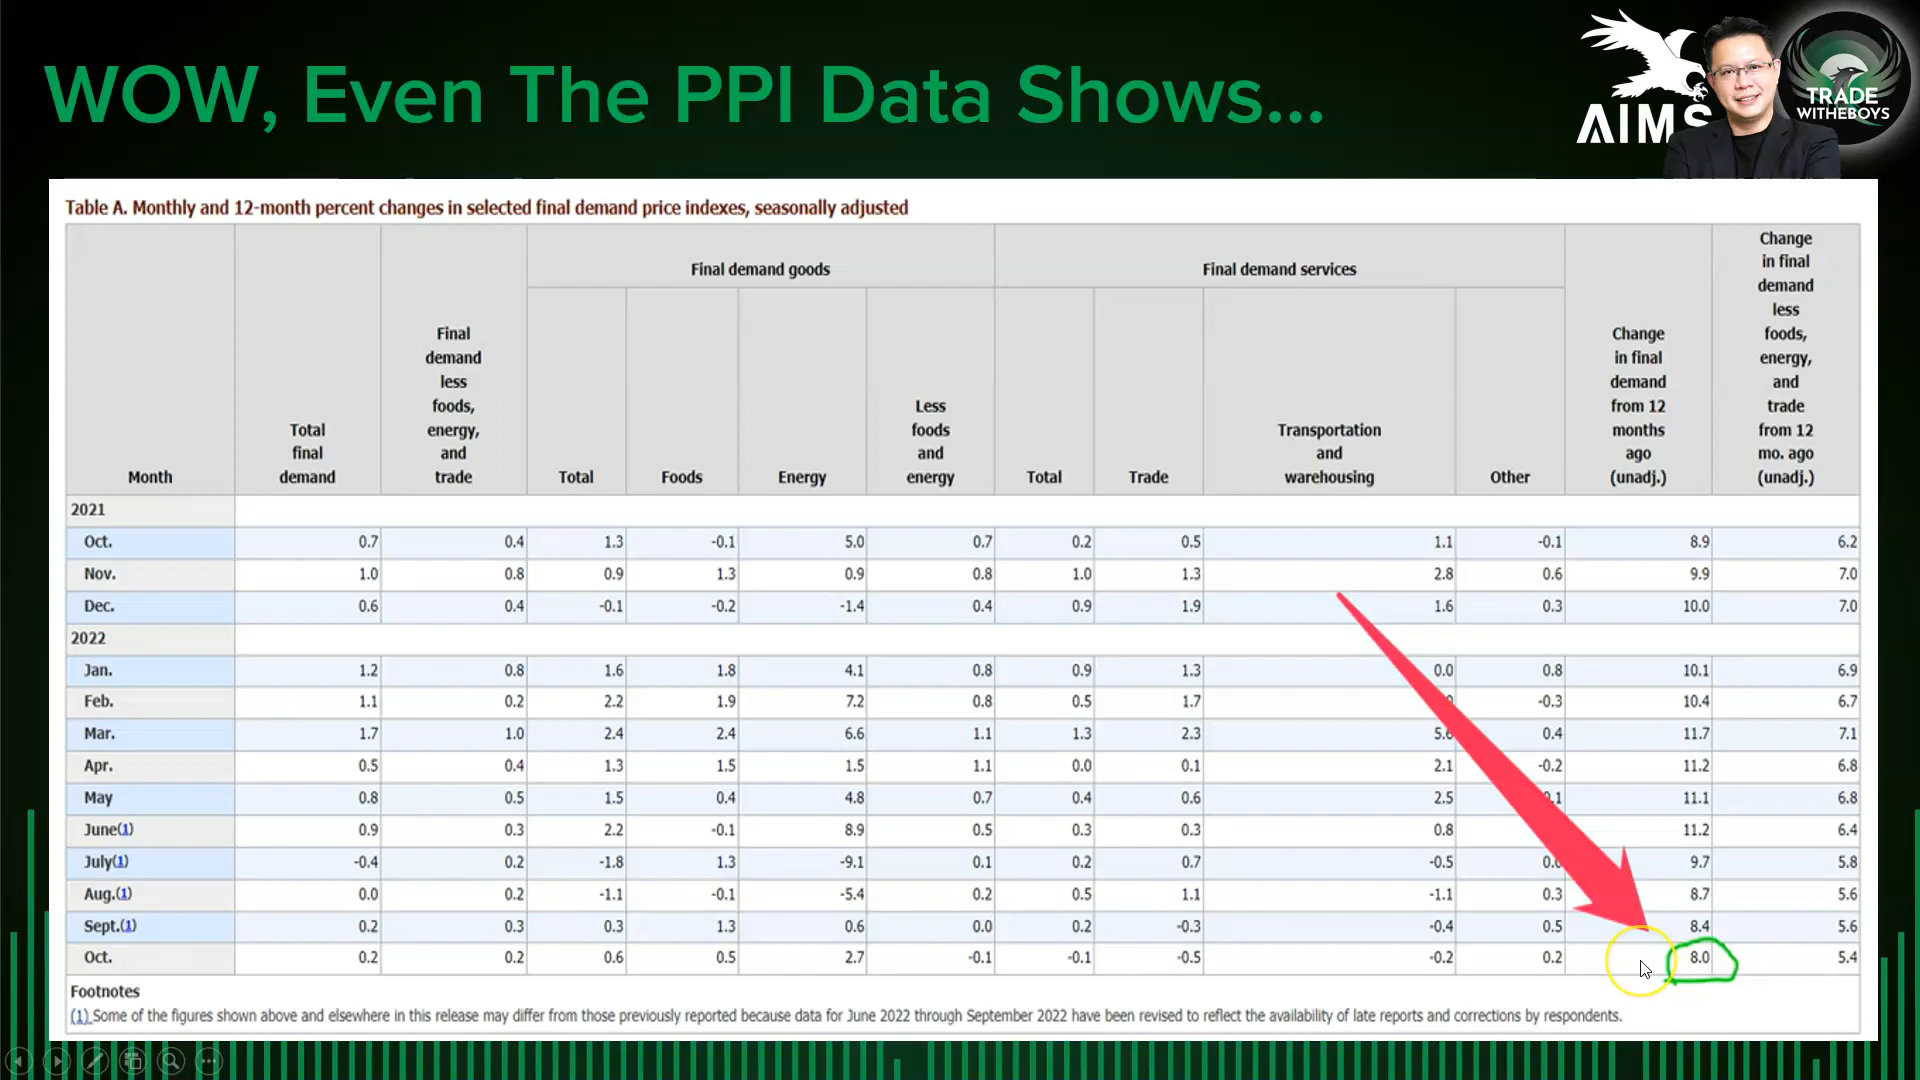 WOW, Even The PPI Data Shows...
AIMS
TRADE
WITHEBOYS
Table A. Monthly and 12-month percent changes in selected final demand price indexes, seasonally adjusted
Month
Total final demand
Final demand less foods, energy, and trade
Final demand goods
Total
Foods
Energy
Less foods and energy
Final demand services
Total
Trade
Transportation and warehousing
Other
Change in final demand from 12 months ago (unadj.)
Change in final demand less foods, energy, and trade from 12 mo. ago (unadj.)
2021
Oct. 0.7 0.4 1.3 -0.1 5.0 0.7 0.2 0.5 1.1 -0.1 8.9 6.2
Nov. 1.0 0.8 0.9 1.3 0.9 0.8 1.0 1.3 2.8 0.6 9.9 7.0
Dec. 0.6 0.4 -0.1 -0.2 -1.4 0.4 0.9 1.9 1.6 0.3 10.0 7.0
2022
Jan. 1.2 0.8 1.6 1.8 4.1 0.8 0.9 1.3 0.0 0.8 10.1 6.9
Feb. 1.1 0.2 2.2 1.9 7.2 0.8 0.5 1.7 -0.3 10.4 6.7
Mar. 1.7 1.0 2.4 2.4 6.6 1.1 1.3 2.3 0.4 11.7 7.1
Apr. 0.5 0.4 1.3 1.5 1.5 1.1 0.0 0.1 2.1 -0.2 11.2 6.8
May 0.8 0.5 1.5 0.4 4.8 0.7 0.4 0.6 2.5 11.1 6.8
June(1) 0.9 0.3 2.2 -0.1 8.9 0.5 0.3 0.3 0.8 11.2 6.4
July(1) -0.4 0.2 -1.8 1.3 -9.1 0.1 0.2 0.7 -0.5 9.7 5.8
Aug.(1) 0.0 0.2 -1.1 -0.1 -5.4 0.2 0.5 1.1 -1.1 0.3 8.7 5.6
Sept.(1) 0.2 0.3 0.3 1.3 0.6 0.0 0.2 -0.3 -0.4 0.5 8.4 5.6
Oct. 0.2 0.2 0.6 0.5 2.7 -0.1 -0.1 -0.5 -0.2 0.2 8.0 5.4
Footnotes
(1) Some of the figures shown above and elsewhere in this release may differ from those previously reported because data for June 2022 through September 2022 have been revised to reflect the availability of late reports and corrections by respondents.